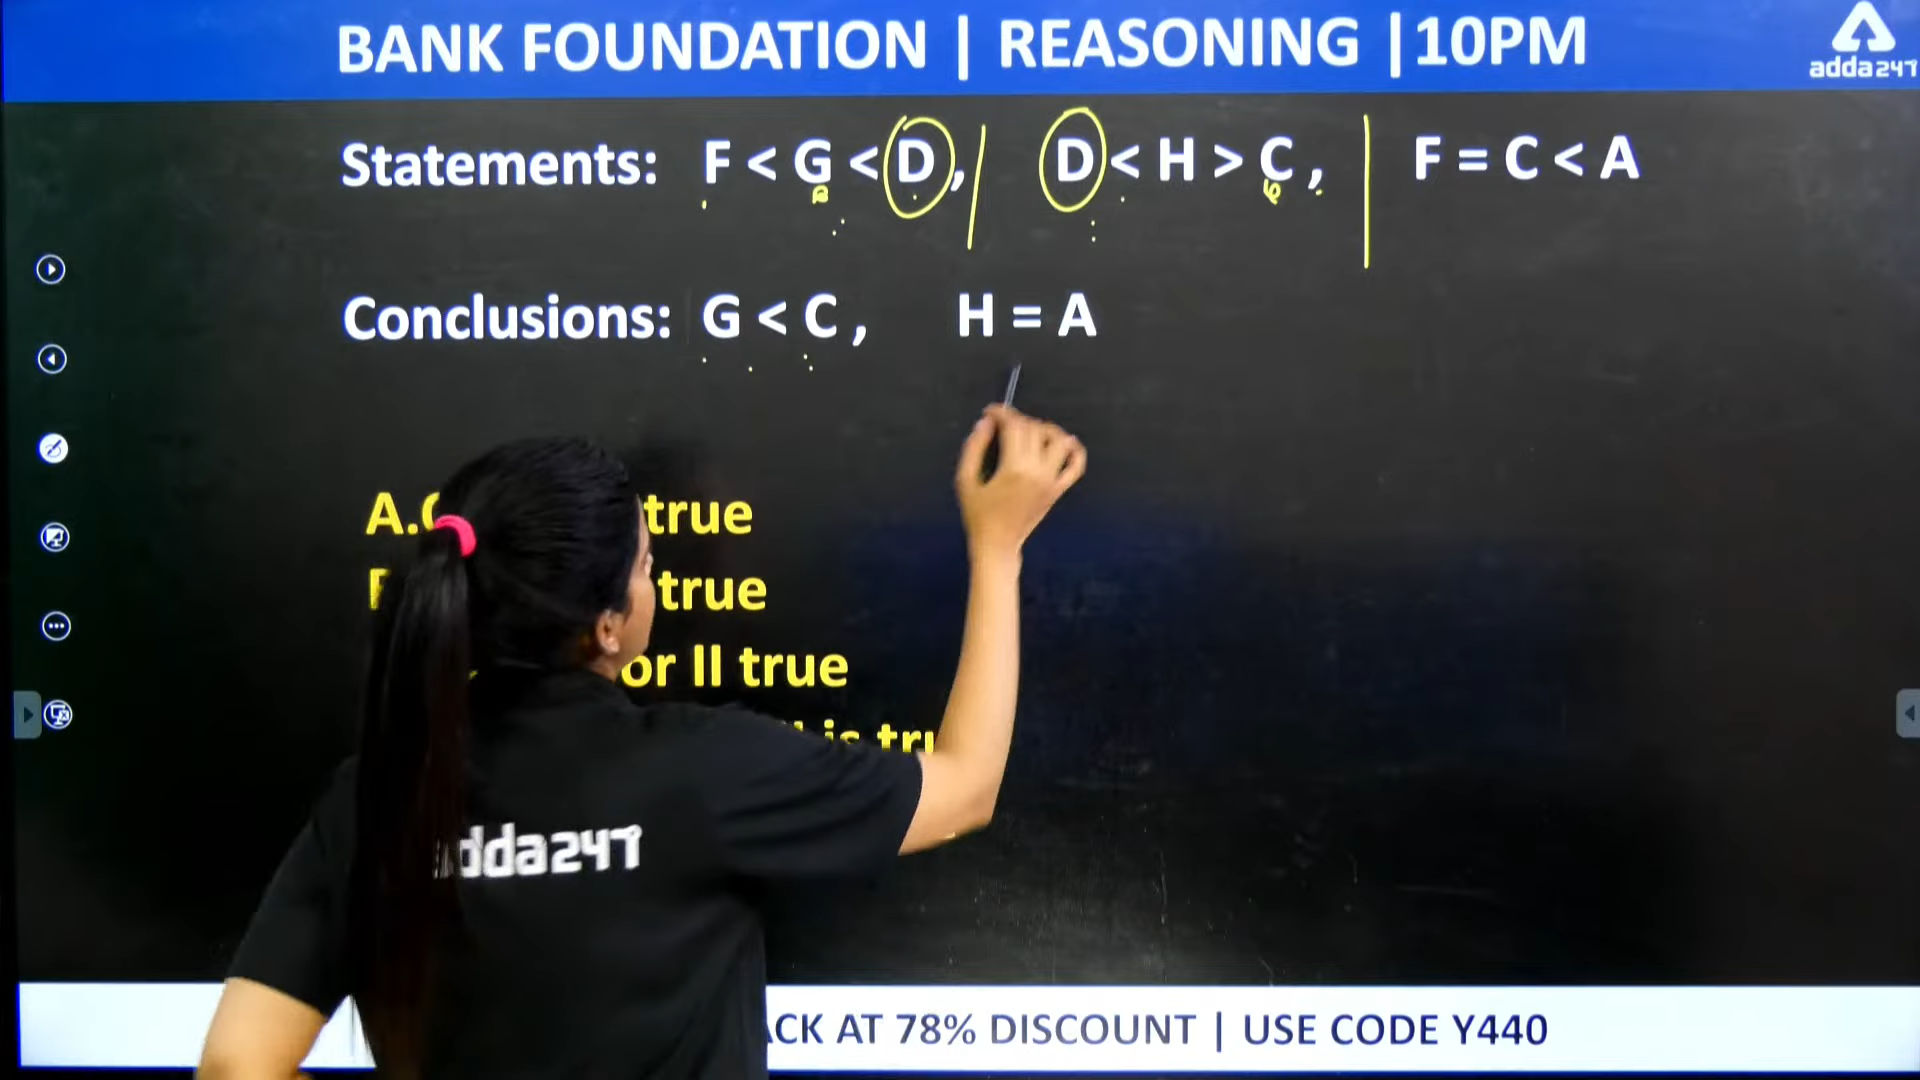 BANK FOUNDATION | REASONING |10PM
adda247
Statements: F < G < D, D < H > C, F = C < A
Conclusions: G < C, H = A
A. true
true
or II true
is
adda247
AT 78% DISCOUNT | USE CODE Y440